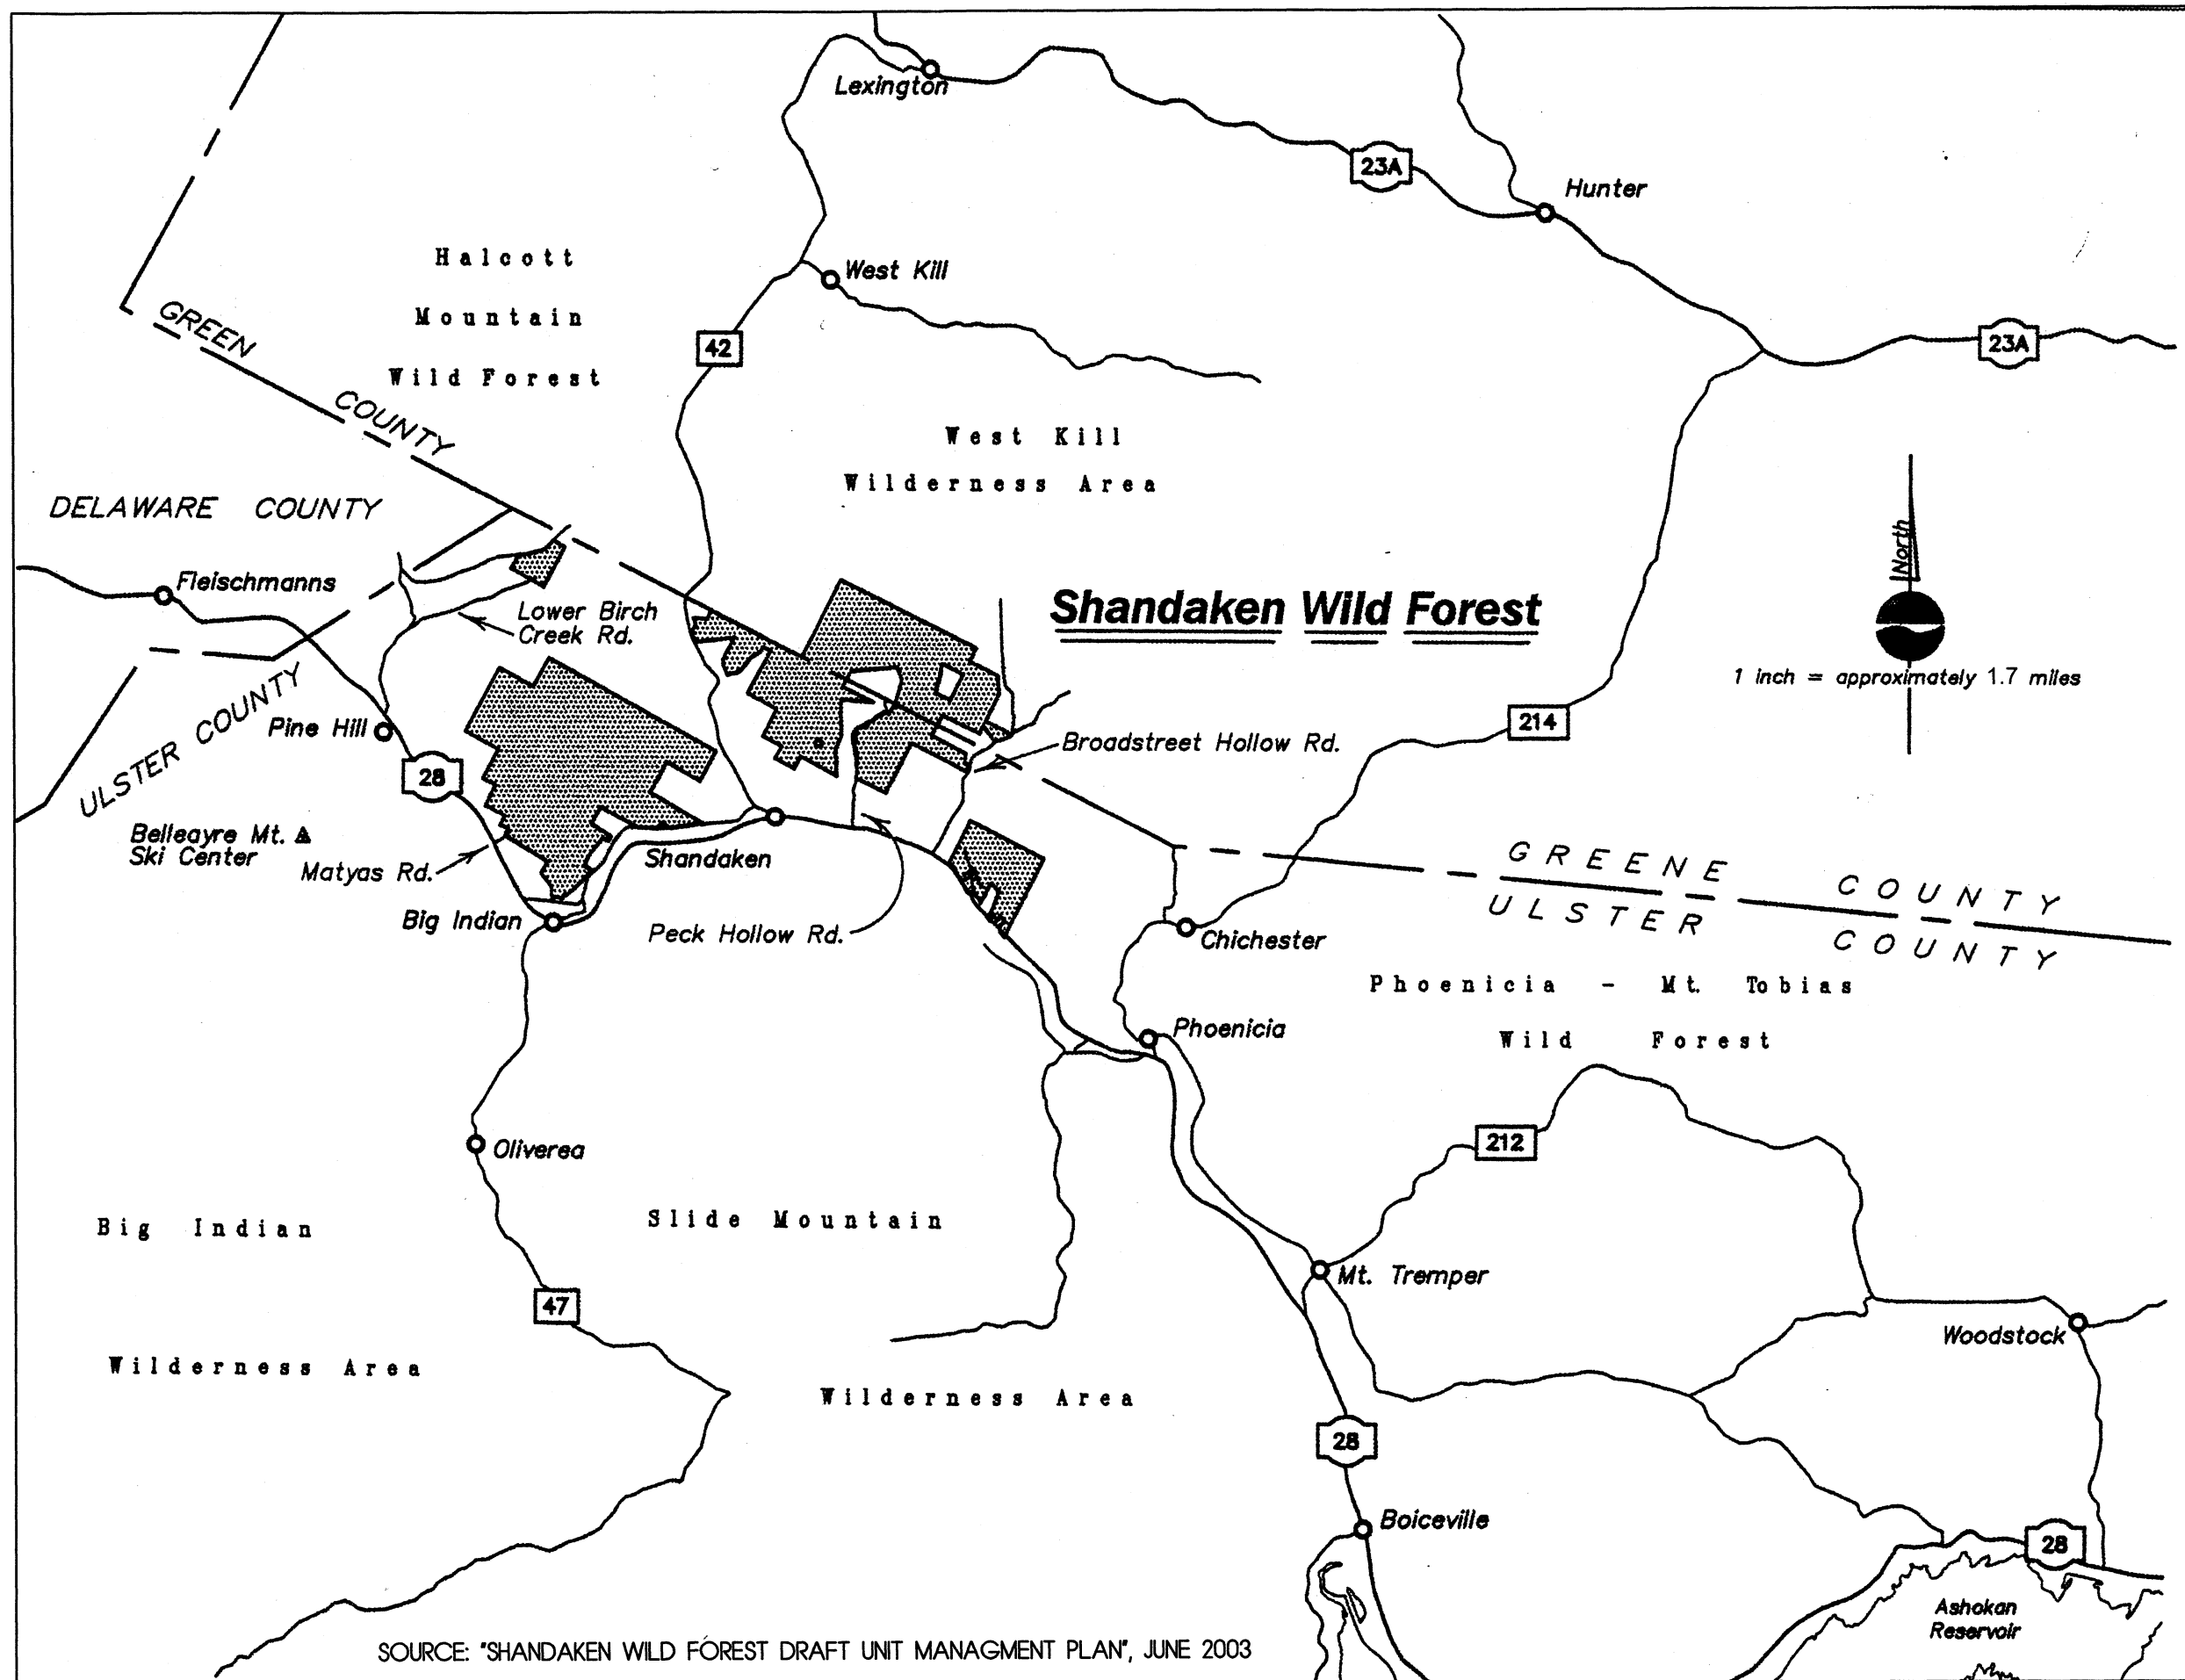 Lexington
23A
Hunter
Halcott
Mountain
Wild Forest
West Kill
42
23A
GREEN
COUNTY
West Kill
Wilderness Area
DELAWARE COUNTY
North
Fleischmanns
Lower Birch
Creek Rd.
Shandaken Wild Forest
1 inch = approximately 1.7 miles
ULSTER COUNTY
Pine Hill
28
214
Broadstreet Hollow Rd.
Belleayre Mt.
Ski Center
Matyas Rd.
Shandaken
Big Indian
Peck Hollow Rd.
GREENE COUNTY
ULSTER COUNTY
Chichester
Phoenicia - Mt. Tobias
Wild Forest
Phoenicia
212
Oliverea
Big Indian
Wilderness Area
Slide Mountain
Wilderness Area
47
Mt. Tremper
Woodstock
28
Boiceville
28
Ashokan
Reservoir
SOURCE: "SHANDAKEN WILD FOREST DRAFT UNIT MANAGMENT PLAN", JUNE 2003